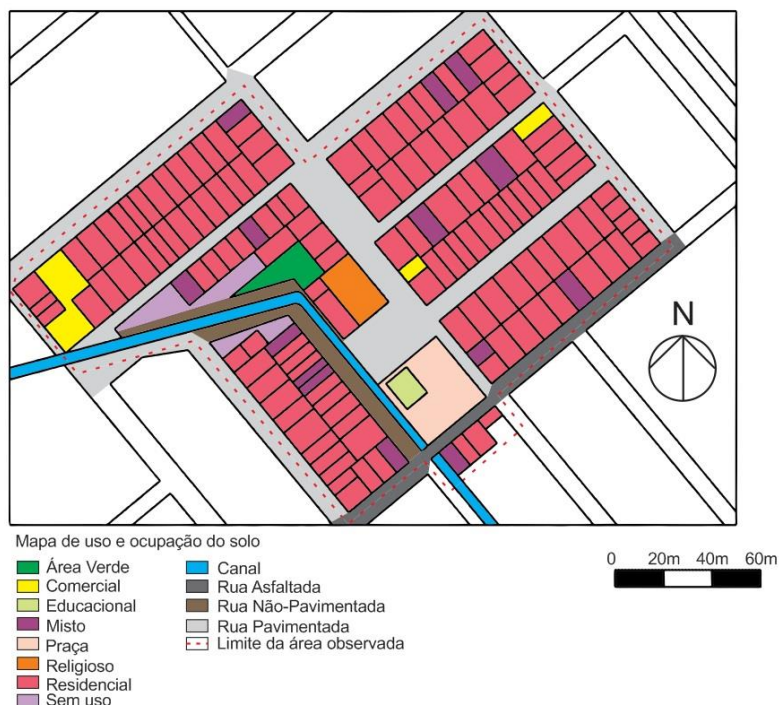 N
Mapa de uso e ocupação do solo
Área Verde
Comercial
Educacional
Misto
Praça
Religioso
Residencial
Sem uso
Canal
Rua Asfaltada
Rua Não-Pavimentada
Rua Pavimentada
Limite da área observada
0 20m 40m 60m